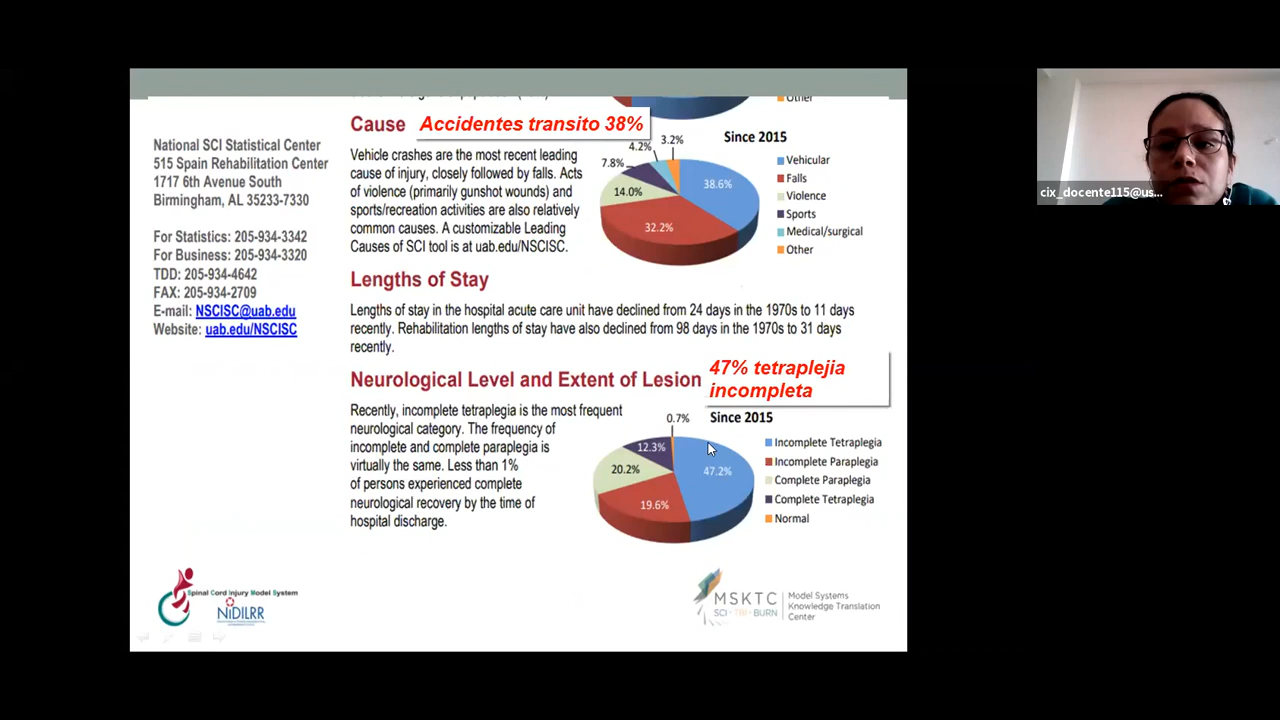 Other
Cause
Accidentes transito 38%
Since 2015
National SCI Statistical Center
515 Spain Rehabilitation Center
1717 6th Avenue South
Birmingham, AL 35233-7330
For Statistics: 205-934-3342
For Business: 205-934-3320
TDD: 205-934-4642
FAX: 205-934-2709
E-mail: NSCISC@uab.edu
Website: uab.edu/NSCISC
Vehicle crashes are the most recent leading
cause of injury, closely followed by falls. Acts
of violence (primarily gunshot wounds) and
sports/recreation activities are also relatively
common causes. A customizable Leading
Causes of SCI tool is at uab.edu/NSCISC.
3.2%
4.2%
7.8%
14.0%
38.6%
32.2%
Vehicular
Falls
Violence
Sports
Medical/surgical
Other
Lengths of Stay
Lengths of stay in the hospital acute care unit have declined from 24 days in the 1970s to 11 days
recently. Rehabilitation lengths of stay have also declined from 98 days in the 1970s to 31 days
recently.
Neurological Level and Extent of Lesion
47% tetraplejia
incompleta
Recently, incomplete tetraplegia is the most frequent
neurological category. The frequency of
incomplete and complete paraplegia is
virtually the same. Less than 1%
of persons experienced complete
neurological recovery by the time of
hospital discharge.
0.7%
Since 2015
12.3%
47.2%
20.2%
19.6%
Incomplete Tetraplegia
Incomplete Paraplegia
Complete Paraplegia
Complete Tetraplegia
Normal
Spinal Cord Injury Model System
NIDILRR
MSKTC
SCI · TBI · BURN
Model Systems
Knowledge Translation
Center
cix_docente115@us...